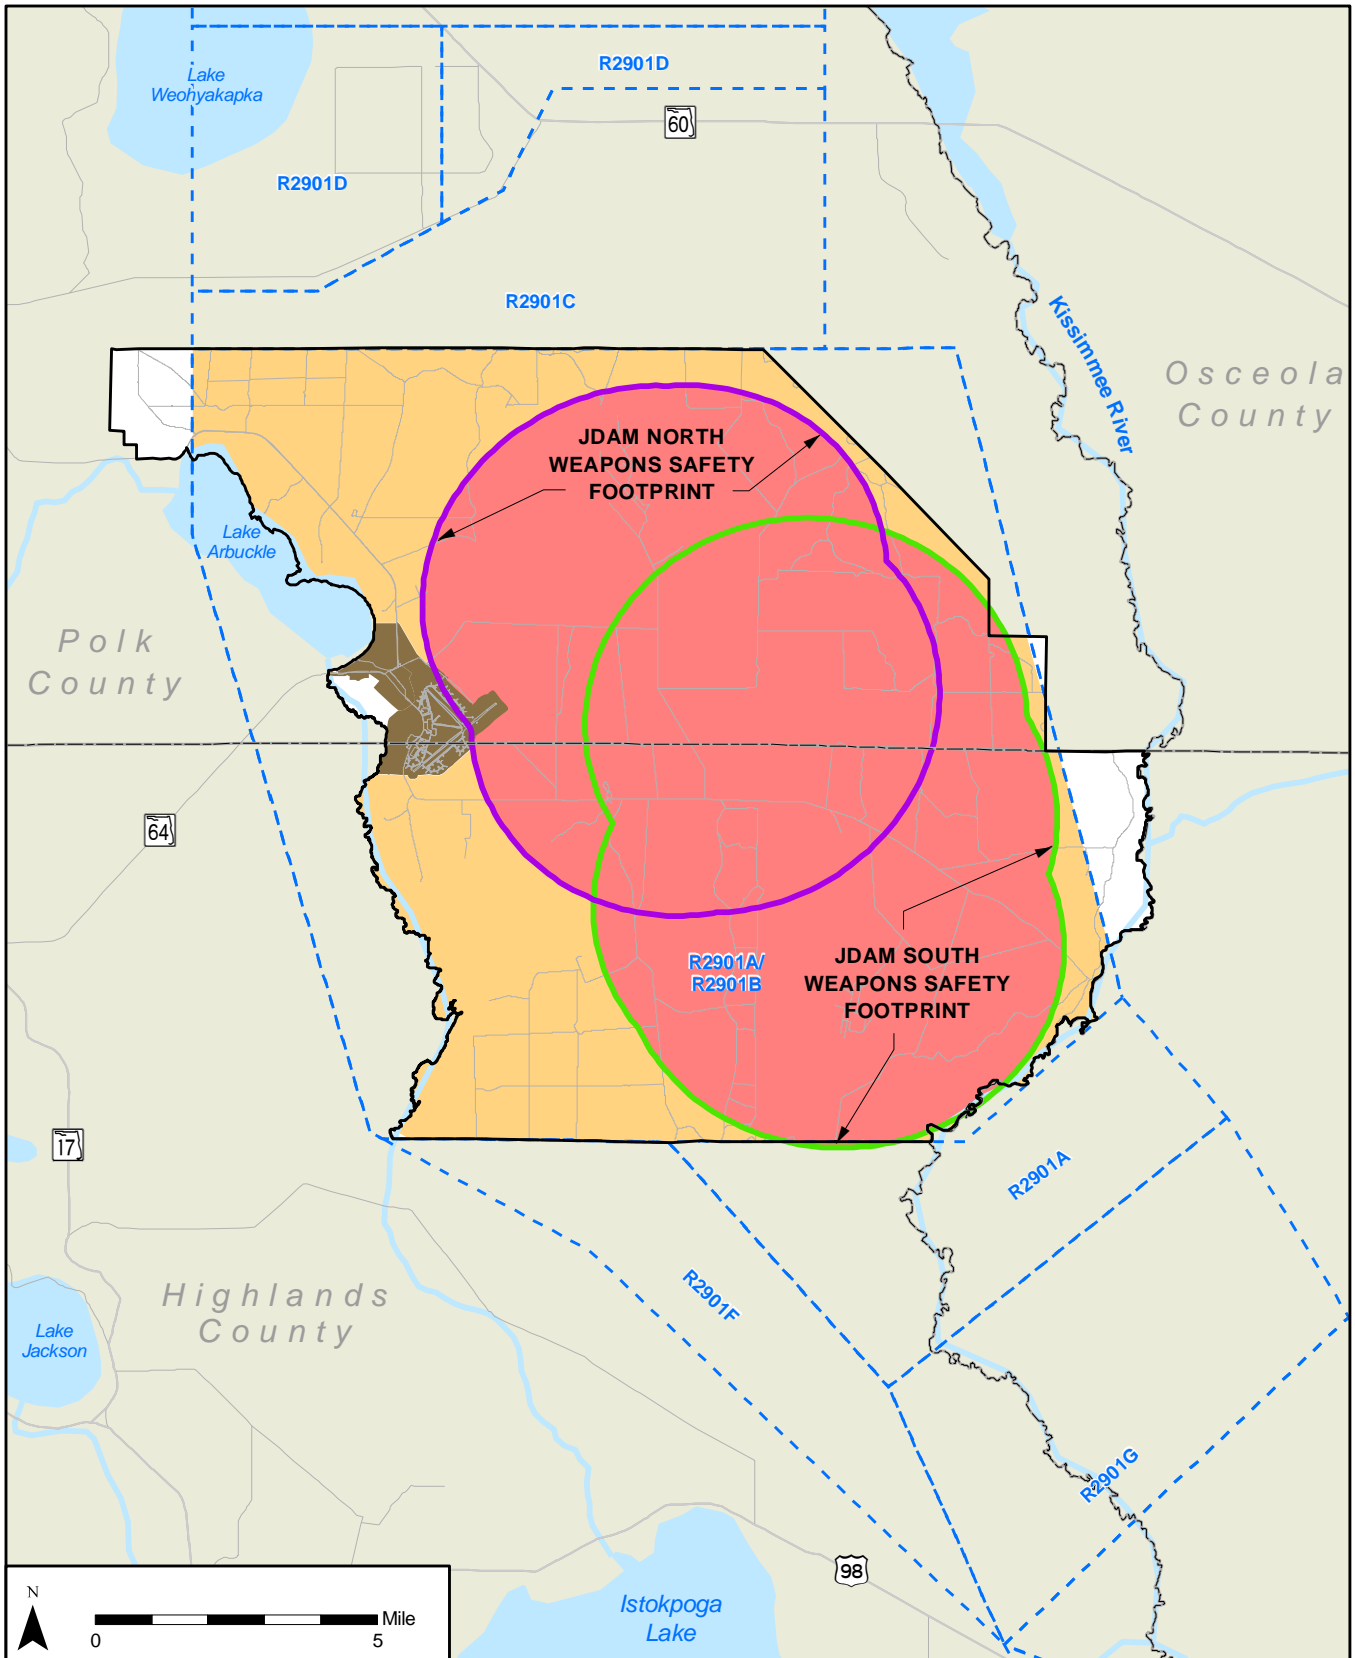 Lake
Weohyakapka
R2901D
60
R2901D
R2901C
Kissimmee River
Osceola
County
JDAM NORTH
WEAPONS SAFETY
FOOTPRINT
Lake
Arbuckle
Polk
County
64
R2901A/
R2901B
JDAM SOUTH
WEAPONS SAFETY
FOOTPRINT
17
R2901A
R2901F
Highlands
County
Lake
Jackson
R2901G
98
Istokpoga
Lake
N
Mile
0 5